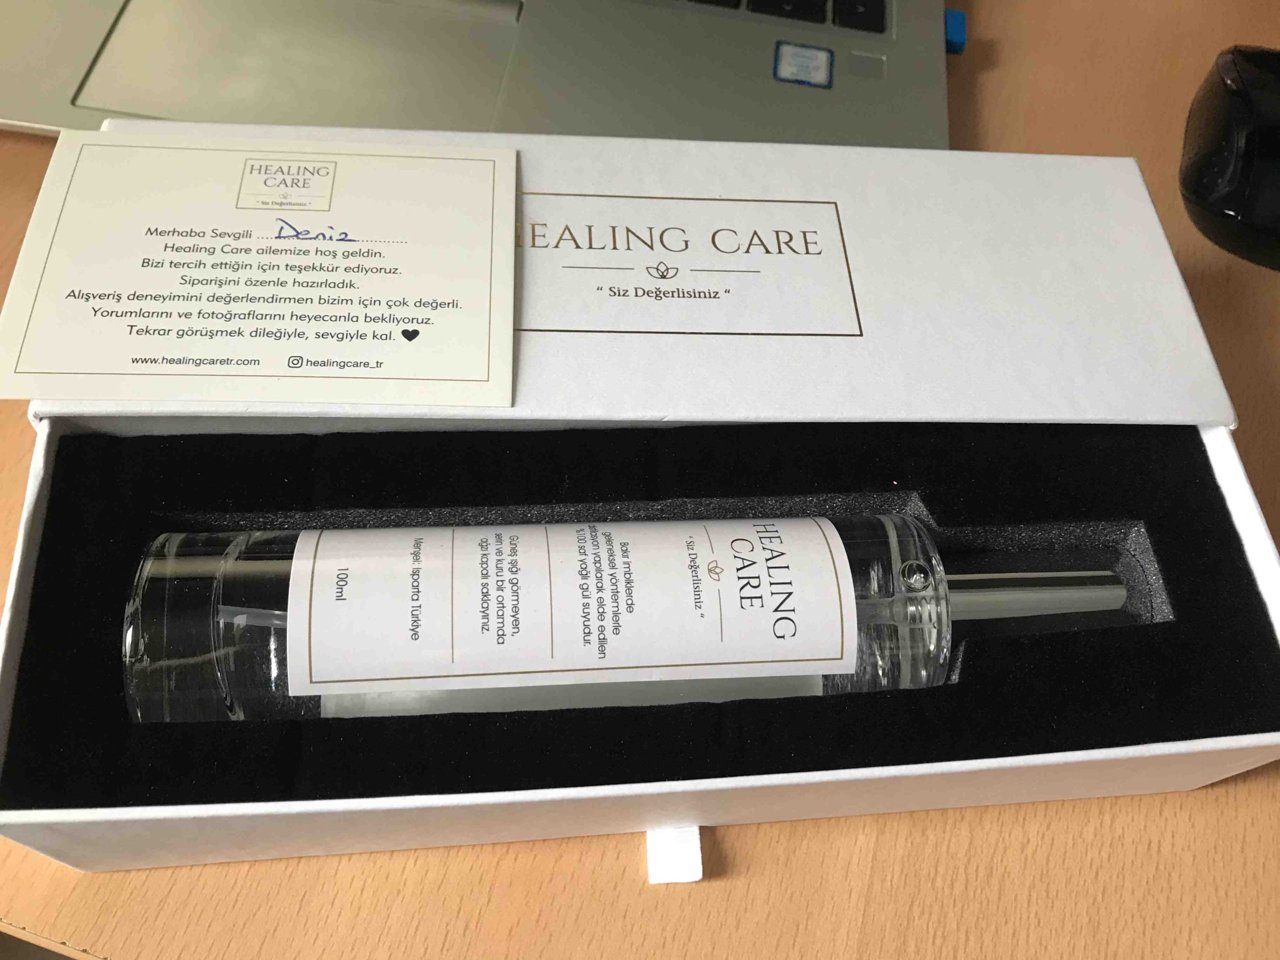 HEALING
CARE
" Siz Değerlisiniz "
Merhaba Sevgili ....Deniz............
Healing Care ailemize hoş geldin.
Bizi tercih ettiğin için teşekkür ediyoruz.
Siparişini özenle hazırladık.
Alışveriş deneyimini değerlendirmen bizim için çok değerli.
Yorumlarını ve fotoğraflarını heyecanla bekliyoruz.
Tekrar görüşmek dileğiyle, sevgiyle kal.
www.healingcaretr.com healingcare_tr
HEALING CARE
" Siz Değerlisiniz "
HEALING
CARE
" Siz Değerlisiniz "
Bakır imbiklerde
geleneksel yöntemlerle
yapılarak elde edilen
%100 saf yağlı gül suyudur.
Güneş ışığı görmeyen,
serin ve kuru bir ortamda
ağzı kapalı saklayınız.
Menşei: Isparta Türkiye
100ml